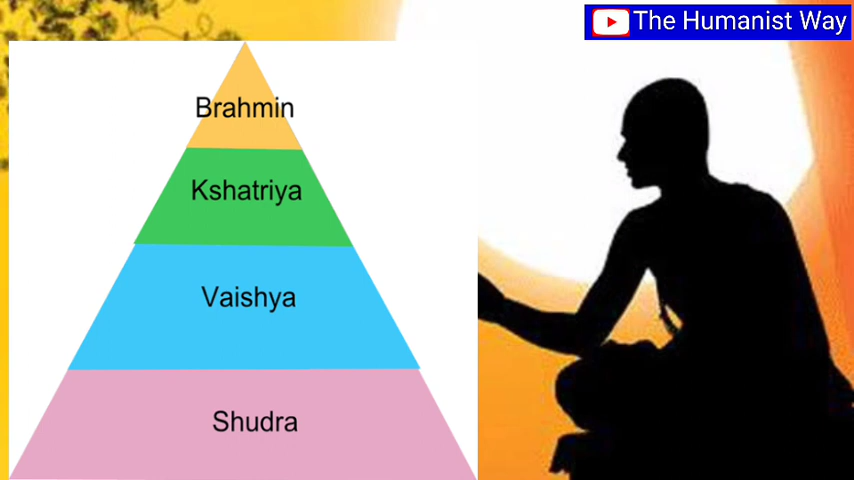 The Humanist Way
Brahmin
Kshatriya
Vaishya
Shudra